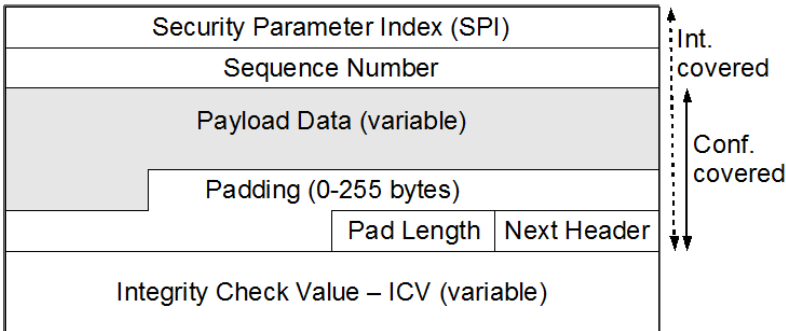 Security Parameter Index (SPI)
Int.
Sequence Number
covered
Payload Data (variable)
Conf.
covered
Padding (0-255 bytes)
Pad Length
Next Header
Integrity Check Value – ICV (variable)